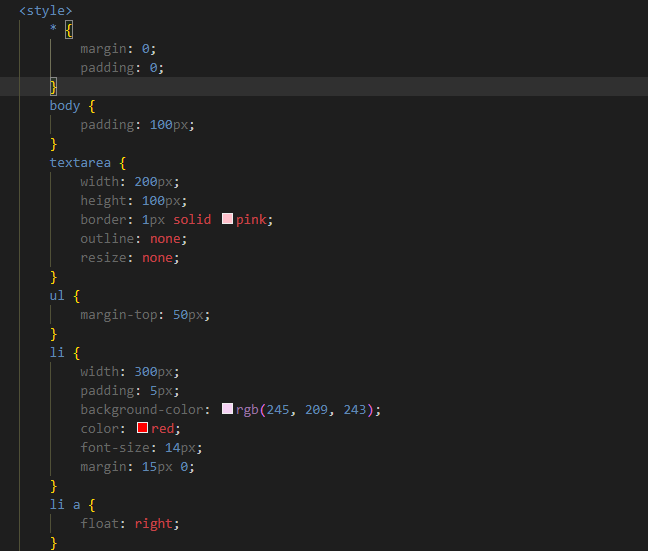 <style>
* {
margin: 0;
padding: 0;
}
body {
padding: 100px;
}
textarea {
width: 200px;
height: 100px;
border: 1px solid pink;
outline: none;
resize: none;
}
ul {
margin-top: 50px;
}
li {
width: 300px;
padding: 5px;
background-color: rgb(245, 209, 243);
color: red;
font-size: 14px;
margin: 15px 0;
}
li a {
float: right;
}